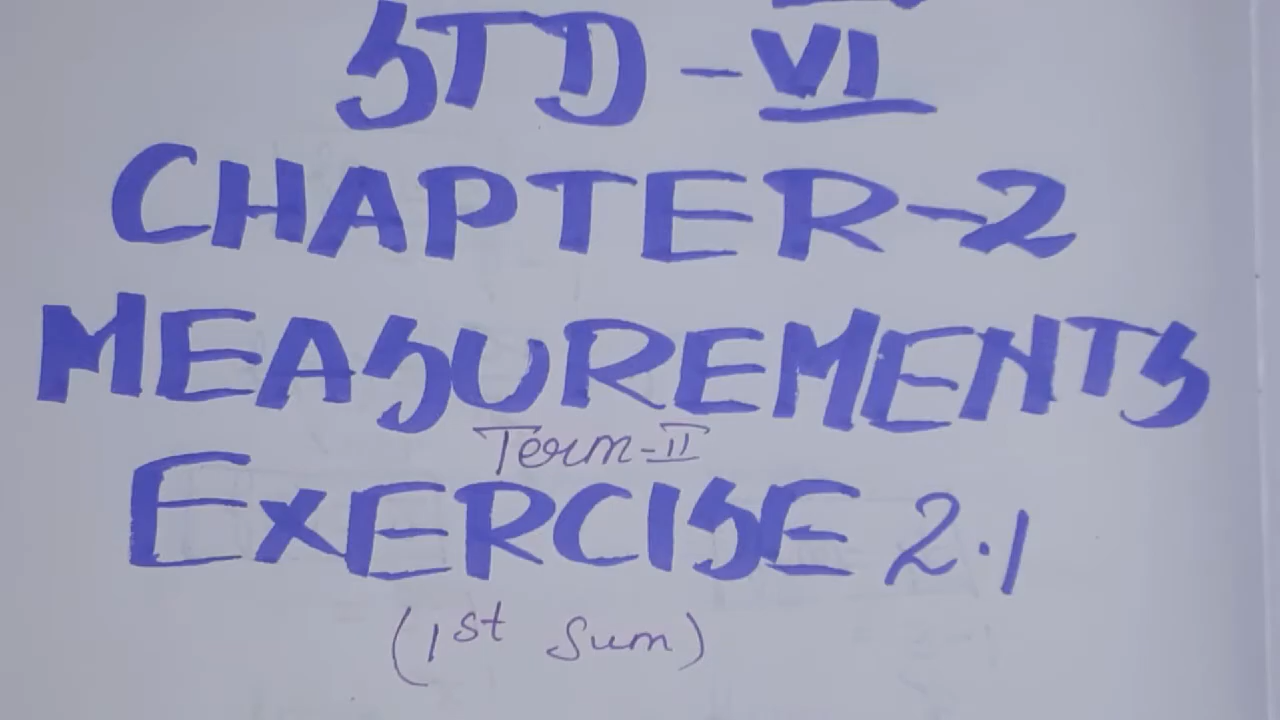 STD - VI
CHAPTER-2
MEASUREMENTS
Term-II
EXERCISE 2.1
(1st Sum)